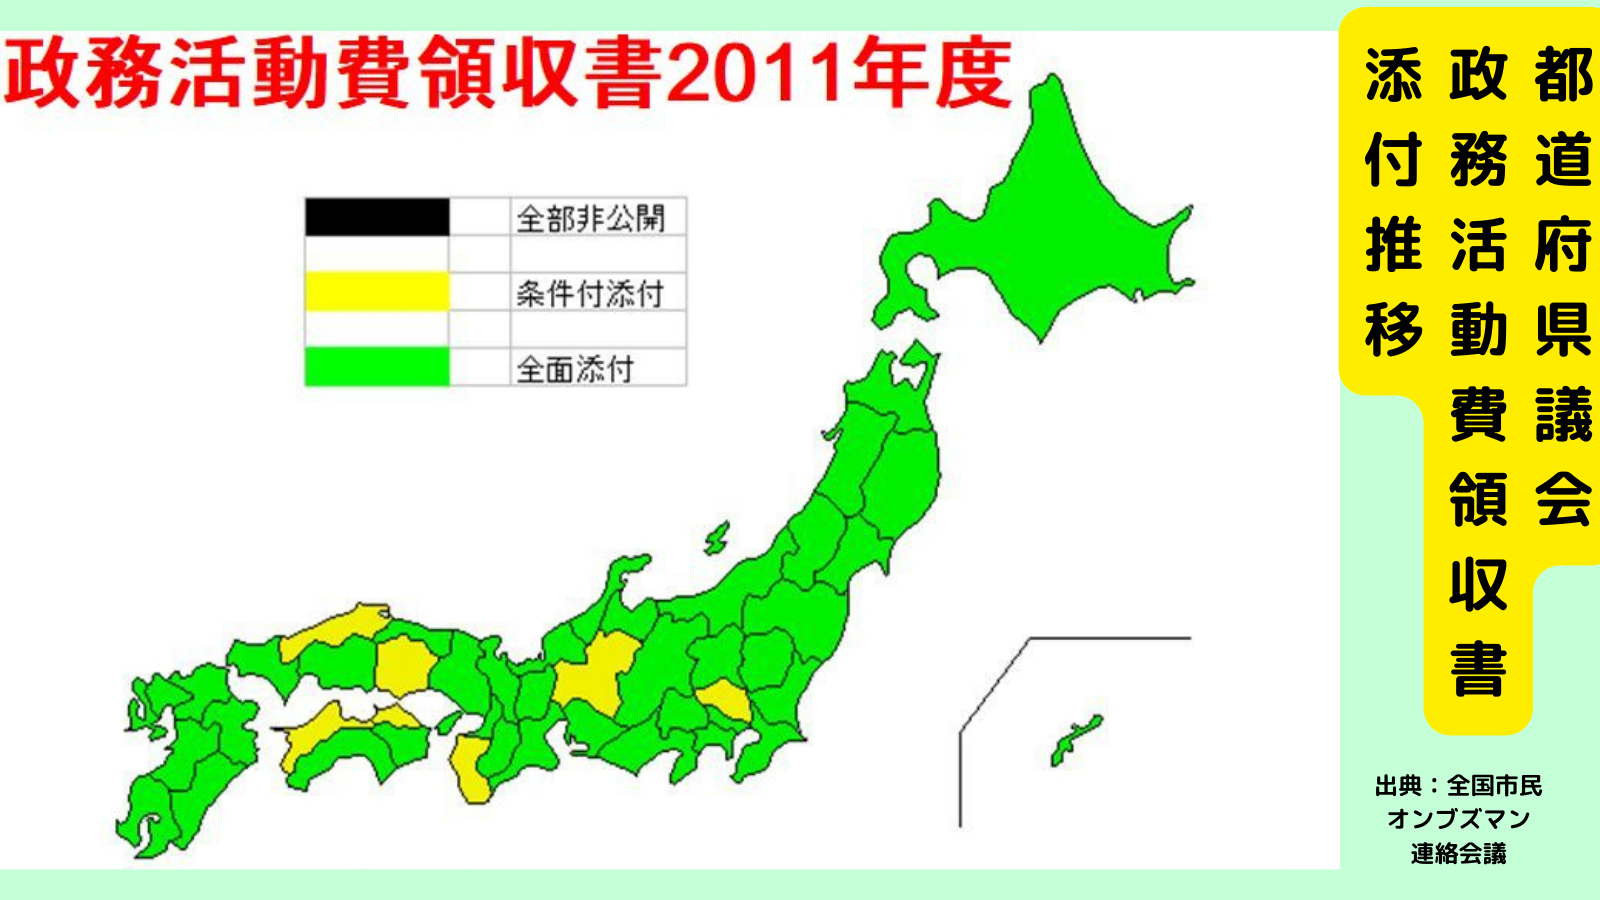 政務活動費領収書2011年度
全部非公開
条件付添付
全面添付
都道府県議会
政務活動費領収書
添付推移
出典：全国市民
オンブズマン
連絡会議